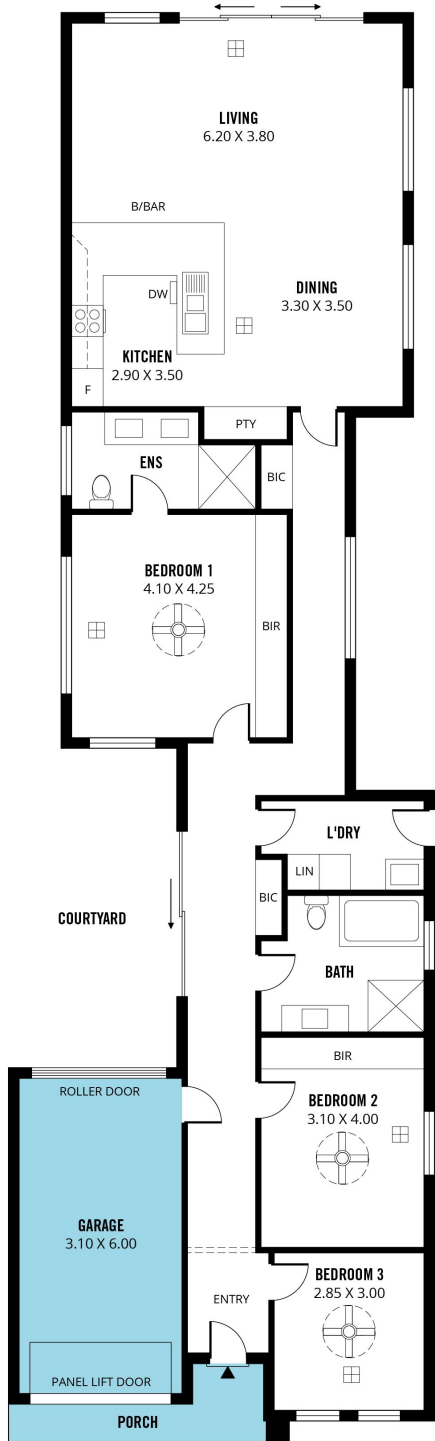 LIVING
6.20 X 3.80
B/BAR
DINING
3.30 X 3.50
DW
KITCHEN
2.90 X 3.50
F
PTY
ENS
BIC
BEDROOM 1
4.10 X 4.25
BIR
L'DRY
LIN
BIC
COURTYARD
BATH
BIR
ROLLER DOOR
BEDROOM 2
3.10 X 4.00
GARAGE
3.10 X 6.00
BEDROOM 3
2.85 X 3.00
ENTRY
PANEL LIFT DOOR
PORCH